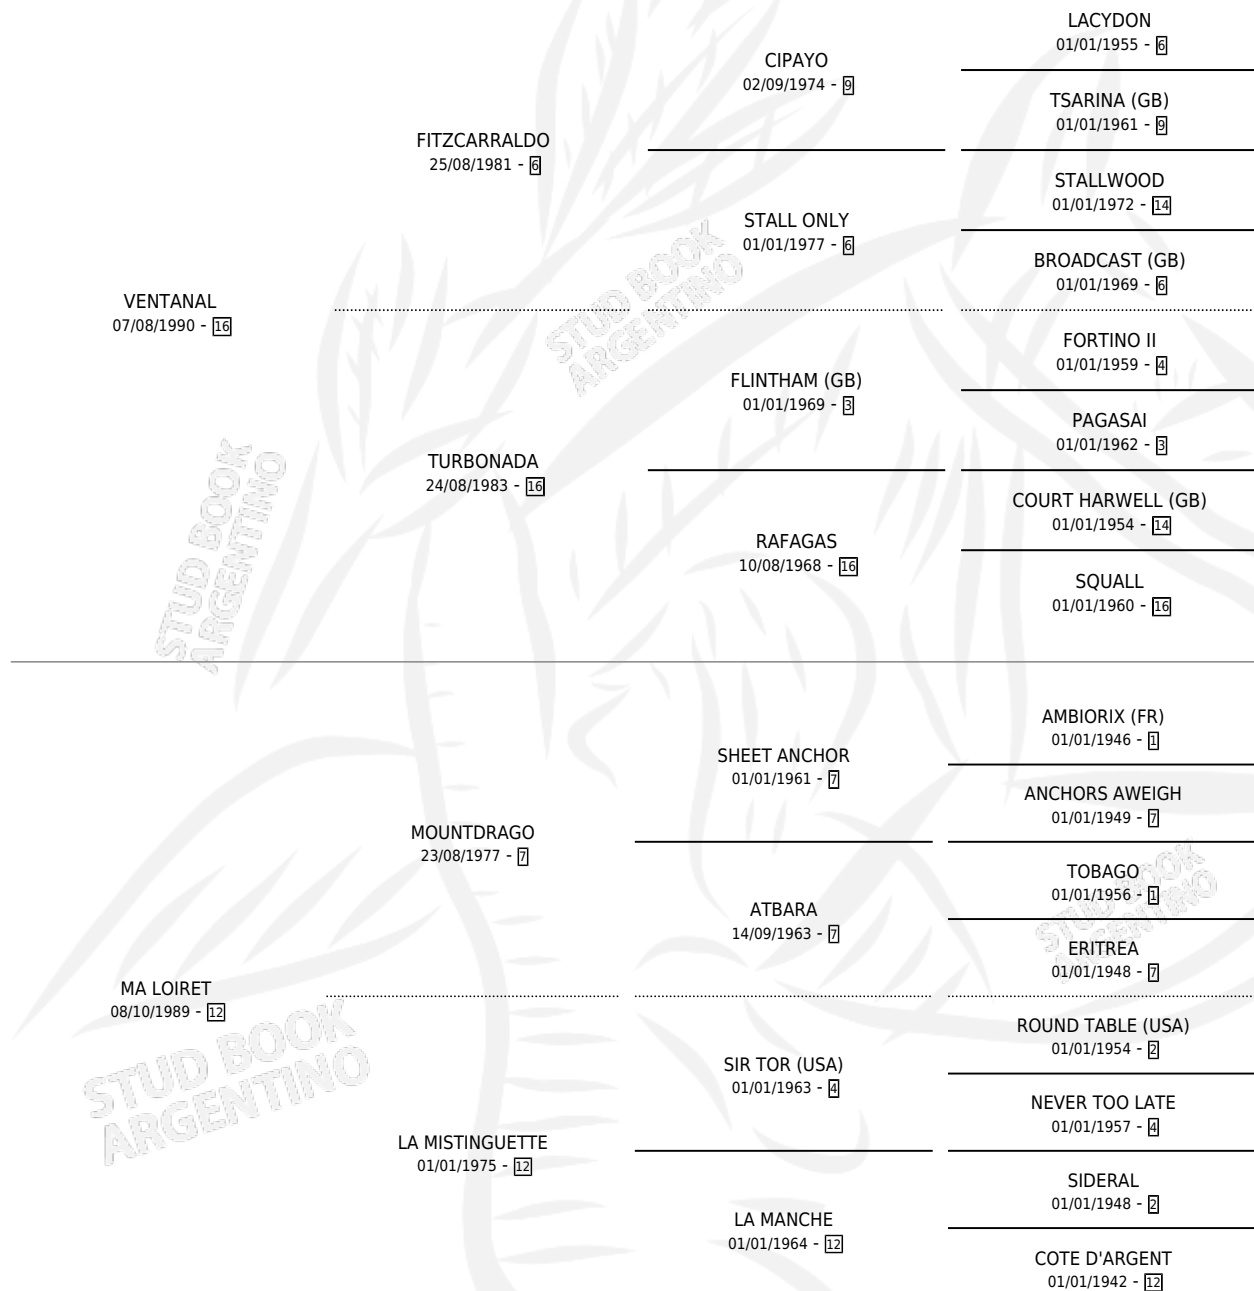 LACYDON
01/01/1955 - 6
CIPAYO
02/09/1974 - 9
TSARINA (GB)
01/01/1961 - 9
FITZCARRALDO
25/08/1981 - 6
STALLWOOD
01/01/1972 - 14
STALL ONLY
01/01/1977 - 6
BROADCAST (GB)
01/01/1969 - 6
VENTANAL
07/08/1990 - 16
FORTINO II
01/01/1959 - 4
FLINTHAM (GB)
01/01/1969 - 3
PAGASAI
01/01/1962 - 3
TURBONADA
24/08/1983 - 16
COURT HARWELL (GB)
01/01/1954 - 14
RAFAGAS
10/08/1968 - 16
SQUALL
01/01/1960 - 16
AMBIORIX (FR)
01/01/1946 - 1
SHEET ANCHOR
01/01/1961 - 7
ANCHORS AWEIGH
01/01/1949 - 7
MOUNTDRAGO
23/08/1977 - 7
TOBAGO
01/01/1956 - 1
ATBARA
14/09/1963 - 7
ERITREA
01/01/1948 - 7
MA LOIRET
08/10/1989 - 12
ROUND TABLE (USA)
01/01/1954 - 2
SIR TOR (USA)
01/01/1963 - 4
NEVER TOO LATE
01/01/1957 - 4
LA MISTINGUETTE
01/01/1975 - 12
SIDERAL
01/01/1948 - 2
LA MANCHE
01/01/1964 - 12
COTE D'ARGENT
01/01/1942 - 12
STUD BOOK
ARGENTINO
STUD BOOK
ARGENTINO
STUD BOOK
ARGENTINO
STUD BOOK
ARGENTINO